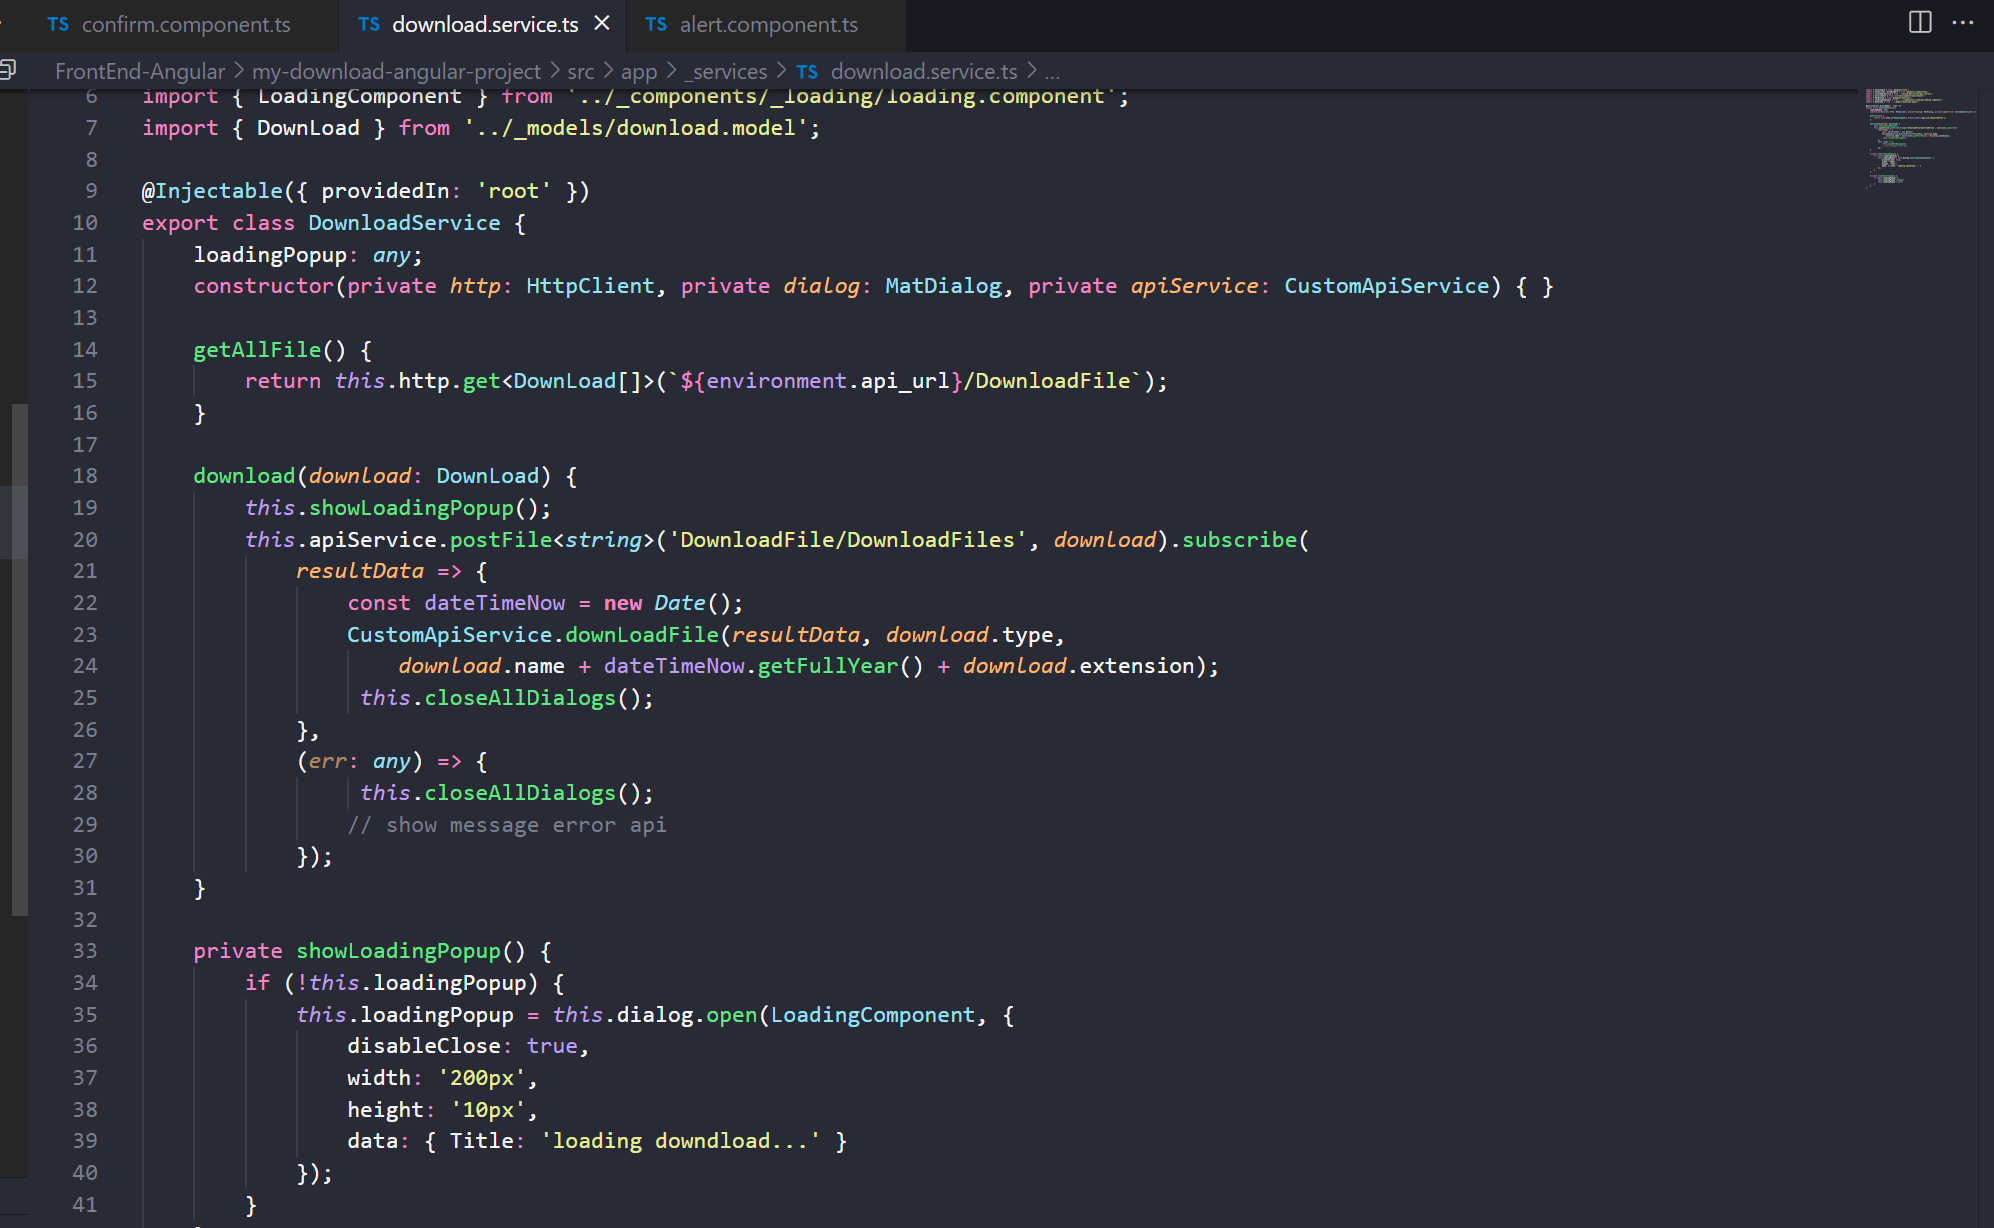 TS confirm.component.ts TS download.service.ts × TS alert.component.ts ...
FrontEnd-Angular > my-download-angular-project > src > app > _services > TS download.service.ts > ...
6 import { LoadingComponent } from '../_components/_loading/loading.component';
7 import { DownLoad } from '../_models/download.model';
8
9 @Injectable({ providedIn: 'root' })
10 export class DownloadService {
11     loadingPopup: any;
12     constructor(private http: HttpClient, private dialog: MatDialog, private apiService: CustomApiService) { }
13
14     getAllFile() {
15         return this.http.get<DownLoad[]>(`${environment.api_url}/DownloadFile`);
16     }
17
18     download(download: DownLoad) {
19         this.showLoadingPopup();
20         this.apiService.postFile<string>('DownloadFile/DownloadFiles', download).subscribe(
21             resultData => {
22                 const dateTimeNow = new Date();
23                 CustomApiService.downLoadFile(resultData, download.type,
24                     download.name + dateTimeNow.getFullYear() + download.extension);
25                  this.closeAllDialogs();
26             },
27             (err: any) => {
28                  this.closeAllDialogs();
29                 // show message error api
30             });
31     }
32
33     private showLoadingPopup() {
34         if (!this.loadingPopup) {
35             this.loadingPopup = this.dialog.open(LoadingComponent, {
36                 disableClose: true,
37                 width: '200px',
38                 height: '10px',
39                 data: { Title: 'loading downdload...' }
40             });
41         }